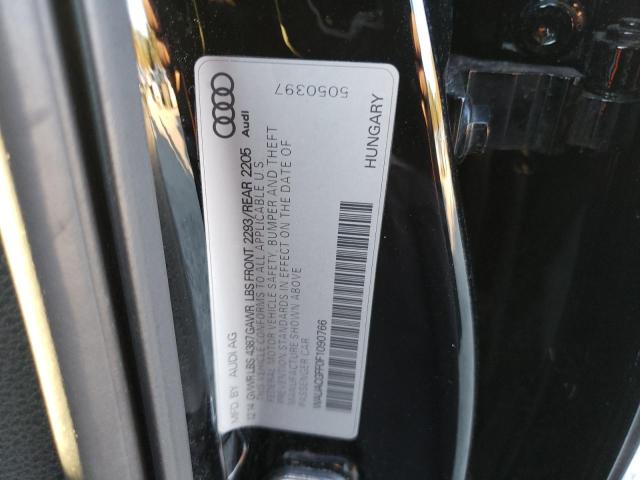 MFD. BY AUDI AG
12.14 GVWR LBS 4387 GAWR LBS FRONT 2293/REAR 2205
THIS VEHICLE CONFORMS TO ALL APPLICABLE U S
FEDERAL MOTOR VEHICLE SAFETY, BUMPER AND THEFT
PREVENTION STANDARDS IN EFFECT ON THE DATE OF
MANUFACTURE SHOWN ABOVE
PASSENGER CAR
Audi
5050397
HUNGARY